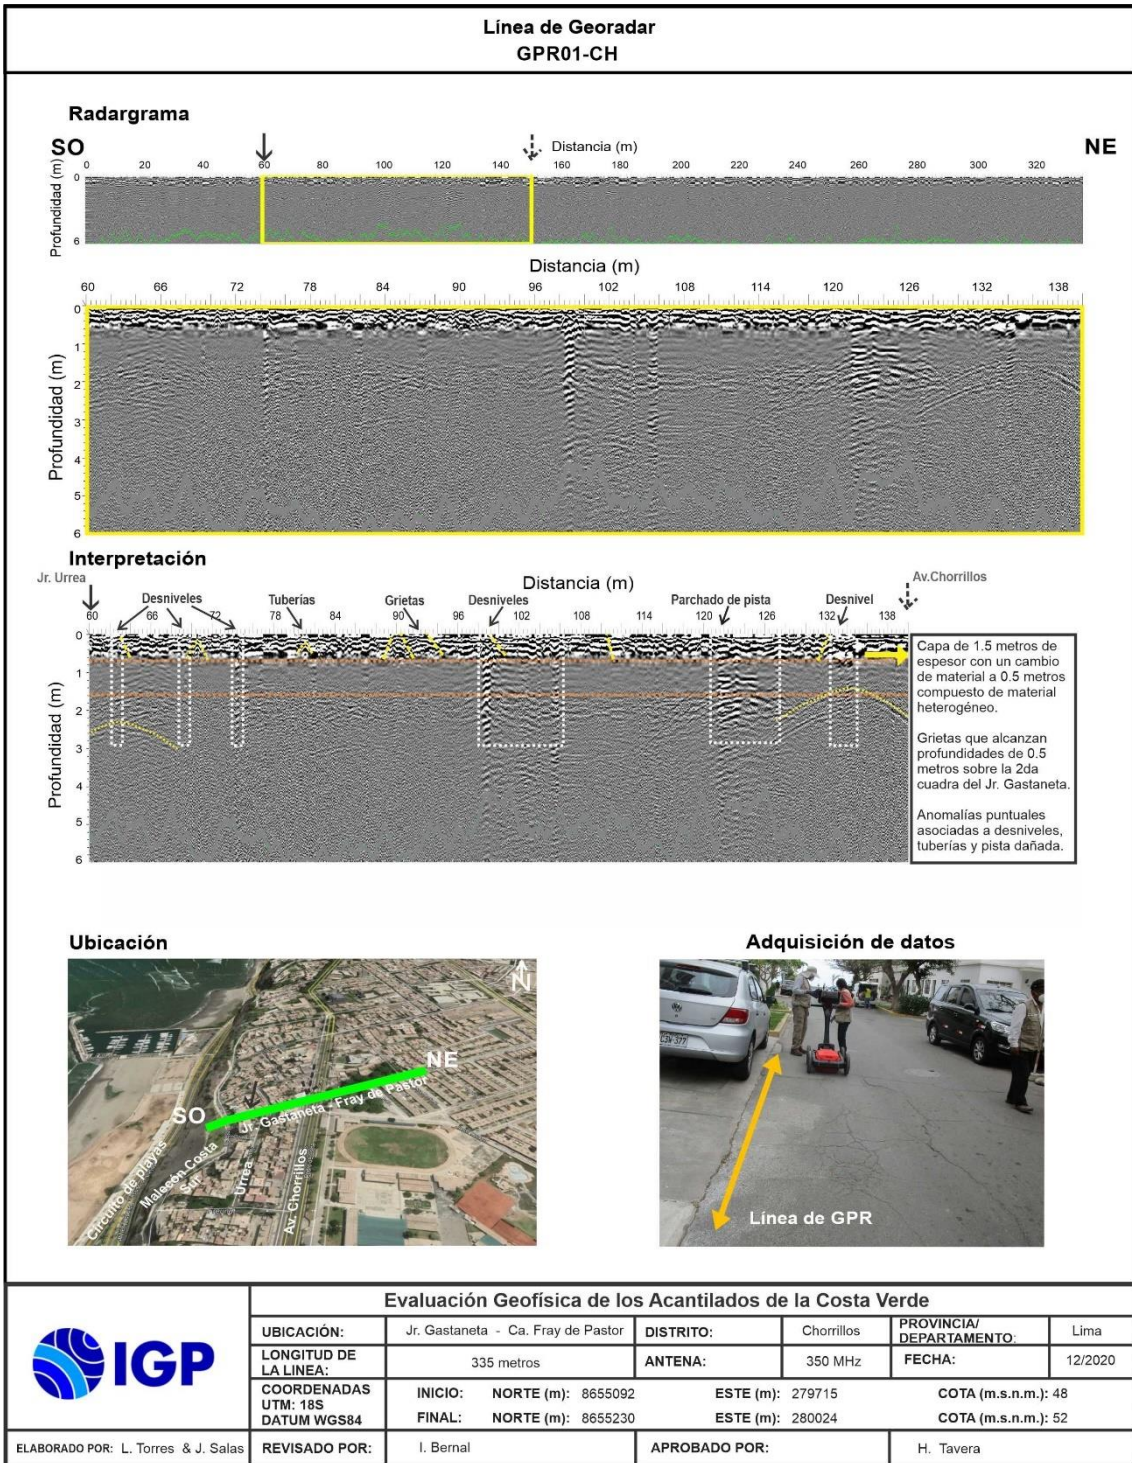 Línea de Georadar
GPR01-CH
Radargrama
SO
Distancia (m)
NE
0 20 40 60 80 100 120 140 160 180 200 220 240 260 280 300 320
Profundidad (m)
0
6
Distancia (m)
60 66 72 78 84 90 96 102 108 114 120 126 132 138
Profundidad (m)
0
1
2
3
4
5
6
Interpretación
Jr. Urrea
Distancia (m)
Av.Chorrillos
Desniveles Tuberías Grietas Desniveles Parchado de pista Desnivel
60 66 72 78 84 90 96 102 108 114 120 126 132 138
Profundidad (m)
0
1
2
3
4
5
6
Capa de 1.5 metros de
espesor con un cambio
de material a 0.5 metros
compuesto de material
heterogéneo.
Grietas que alcanzan
profundidades de 0.5
metros sobre la 2da
cuadra del Jr. Gastaneta.
Anomalías puntuales
asociadas a desniveles,
tuberías y pista dañada.
Ubicación
N
NE
SO
Jr. Gastaneta - Fray de Pastor
Circuito de playas
Malecón Costa
Sur
Urrea
Av. Chorrillos
Adquisición de datos
C3W-377
Línea de GPR
IGP
Evaluación Geofísica de los Acantilados de la Costa Verde
UBICACIÓN: Jr. Gastaneta - Ca. Fray de Pastor DISTRITO: Chorrillos PROVINCIA/
DEPARTAMENTO: Lima
LONGITUD DE
LA LINEA: 335 metros ANTENA: 350 MHz FECHA: 12/2020
COORDENADAS
UTM: 18S
DATUM WGS84
INICIO: NORTE (m): 8655092 ESTE (m): 279715 COTA (m.s.n.m.): 48
FINAL: NORTE (m): 8655230 ESTE (m): 280024 COTA (m.s.n.m.): 52
ELABORADO POR: L. Torres & J. Salas REVISADO POR: I. Bernal APROBADO POR: H. Tavera